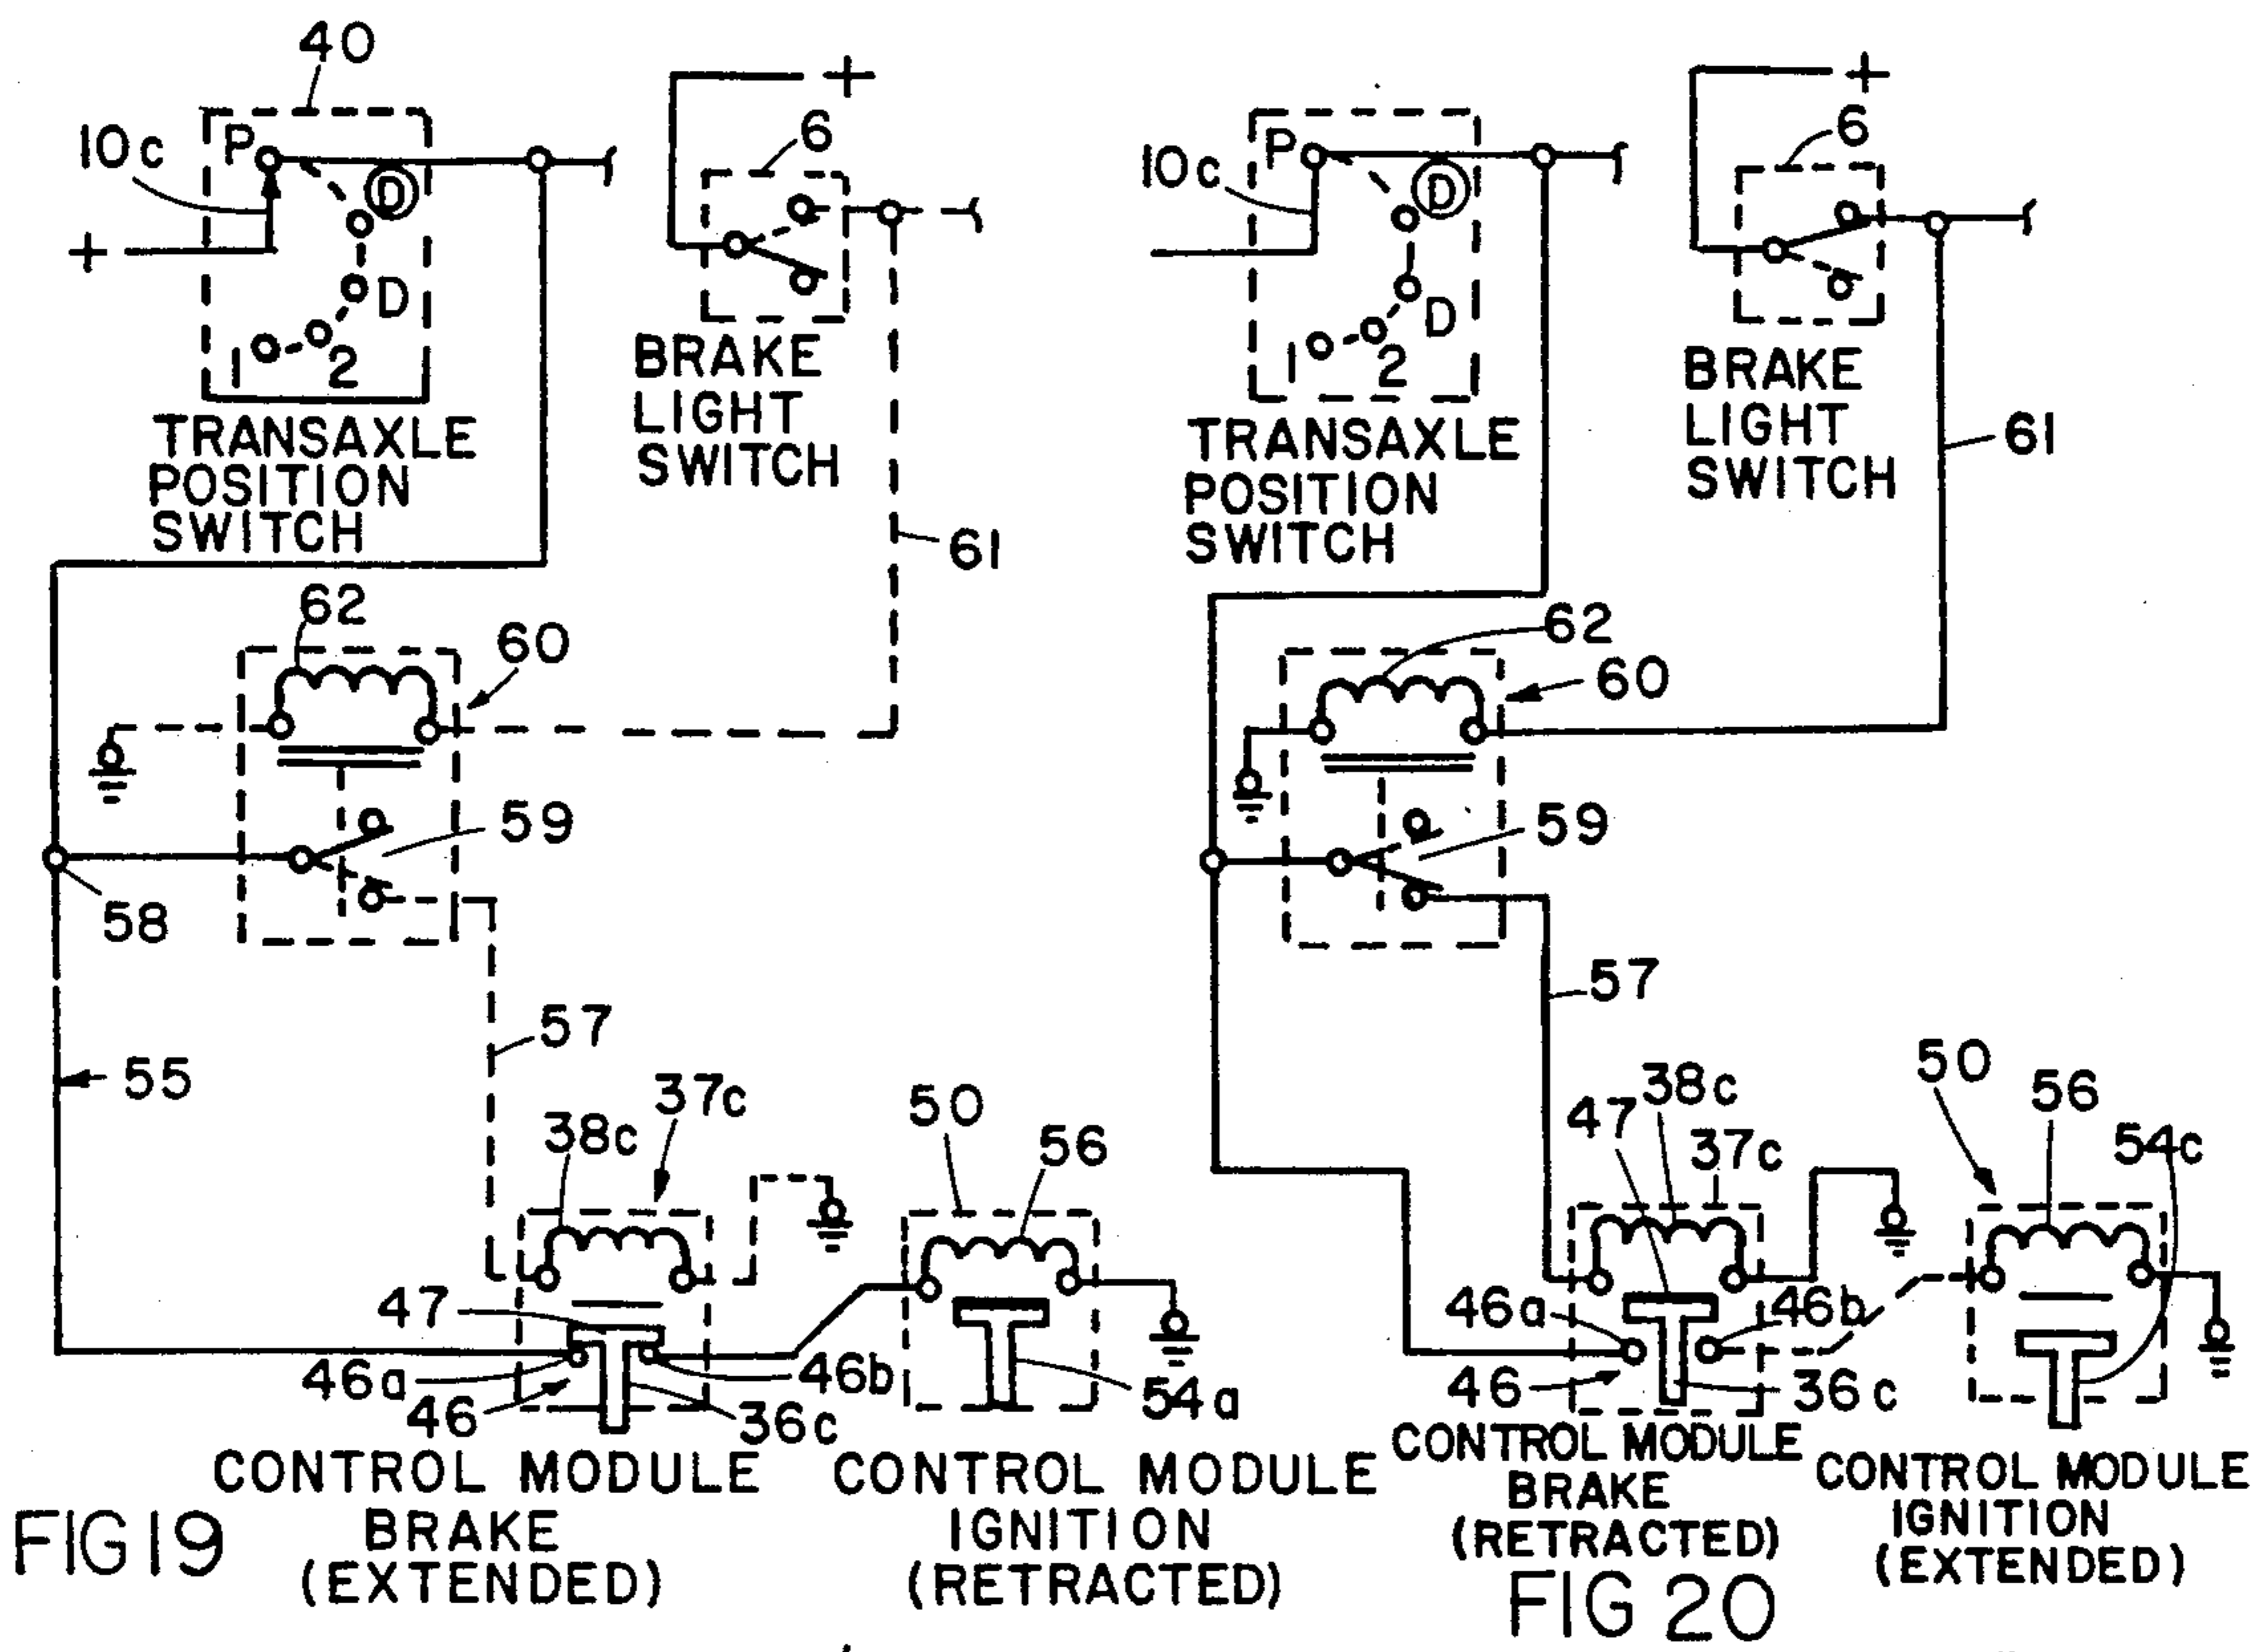 40
10c
P
+
+
D
D
2
1
6
TRANSAXLE
POSITION
SWITCH
BRAKE
LIGHT
SWITCH
61
62
60
59
58
57
55
38c
37c
50
56
47
46a
46
46b
36c
54a
CONTROL MODULE
BRAKE
(EXTENDED)
CONTROL MODULE
IGNITION
(RETRACTED)
FIG 19
10c
P
+
D
D
2
1
6
TRANSAXLE
POSITION
SWITCH
BRAKE
LIGHT
SWITCH
61
62
60
59
57
47
38c
37c
50
56
54c
46a
46b
46
36c
CONTROL MODULE
BRAKE
(RETRACTED)
CONTROL MODULE
IGNITION
(EXTENDED)
FIG 20